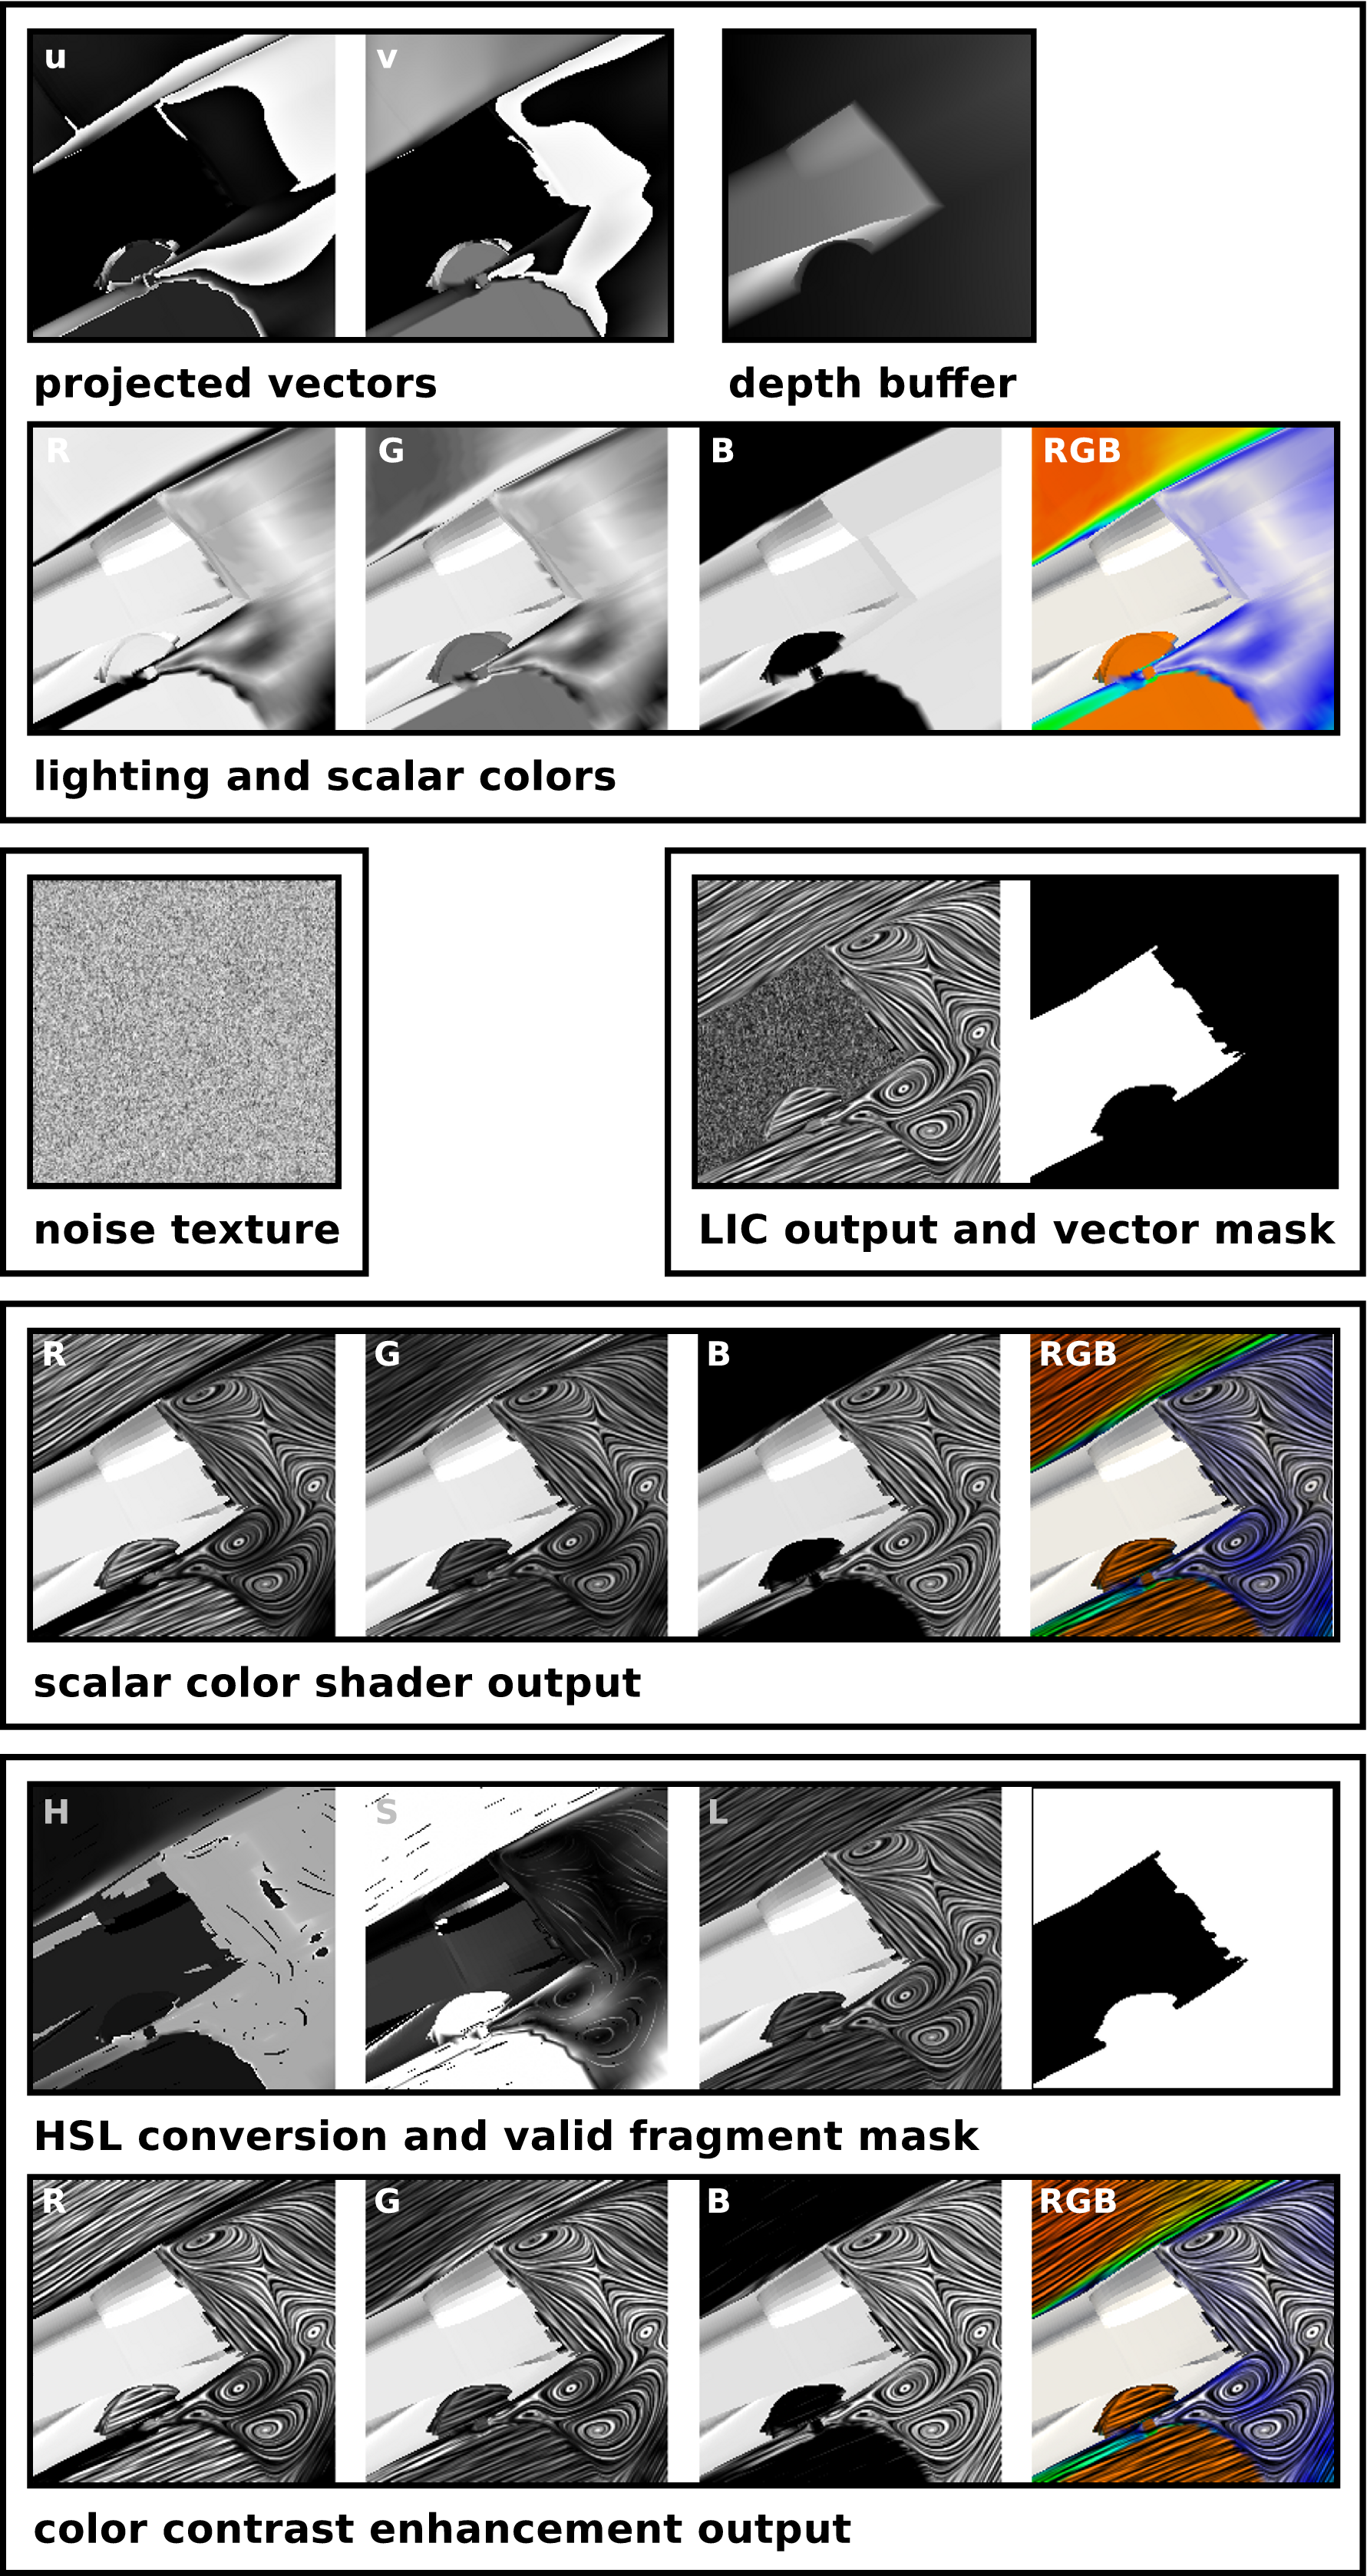 u v
projected vectors depth buffer
R G B RGB
lighting and scalar colors
noise texture
LIC output and vector mask
R G B RGB
scalar color shader output
H S L
HSL conversion and valid fragment mask
R G B RGB
color contrast enhancement output